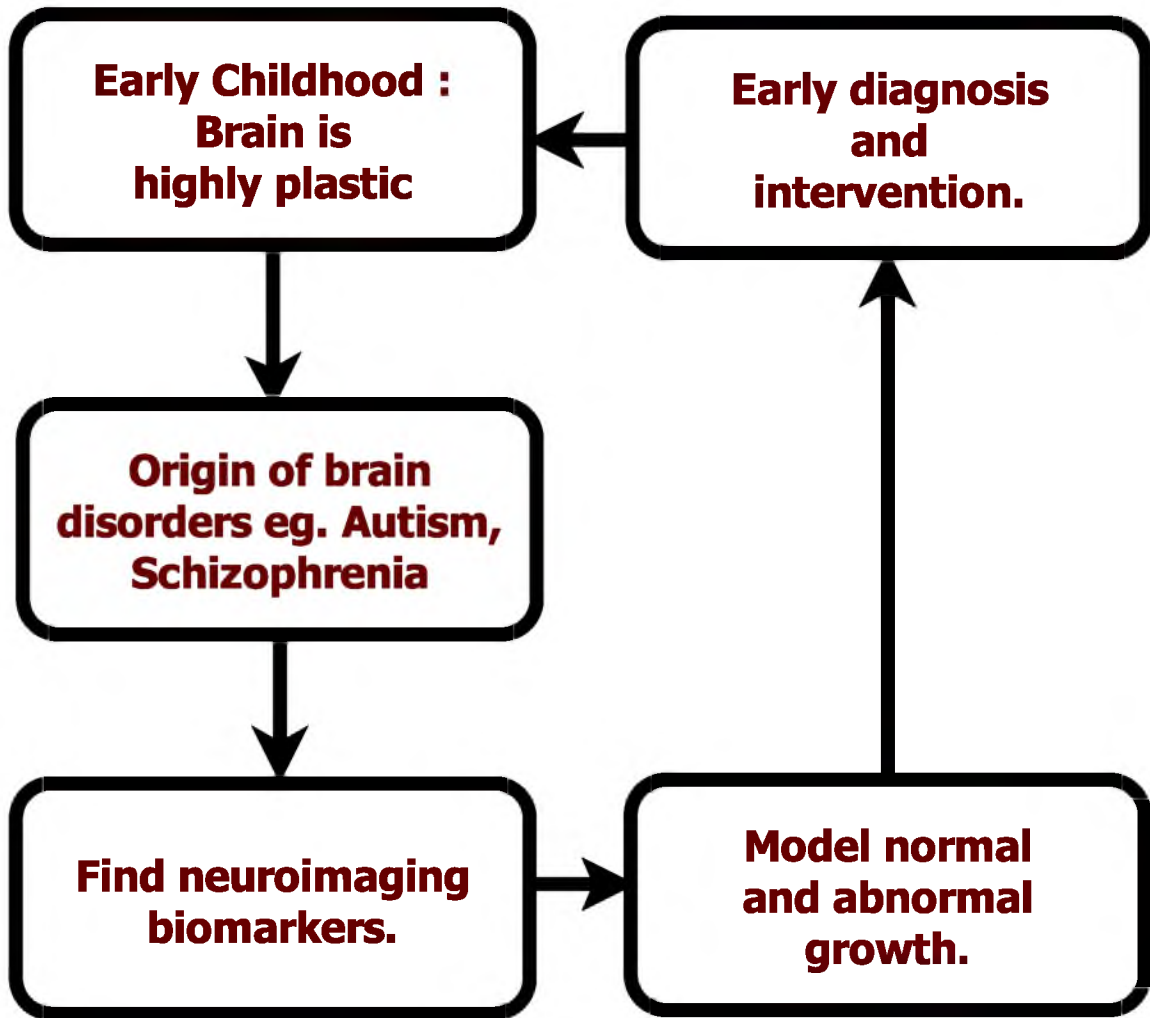 Early Childhood :
Brain is
highly plastic
Early diagnosis
and
intervention.
Origin of brain
disorders eg. Autism,
Schizophrenia
Find neuroimaging
biomarkers.
Model normal
and abnormal
growth.